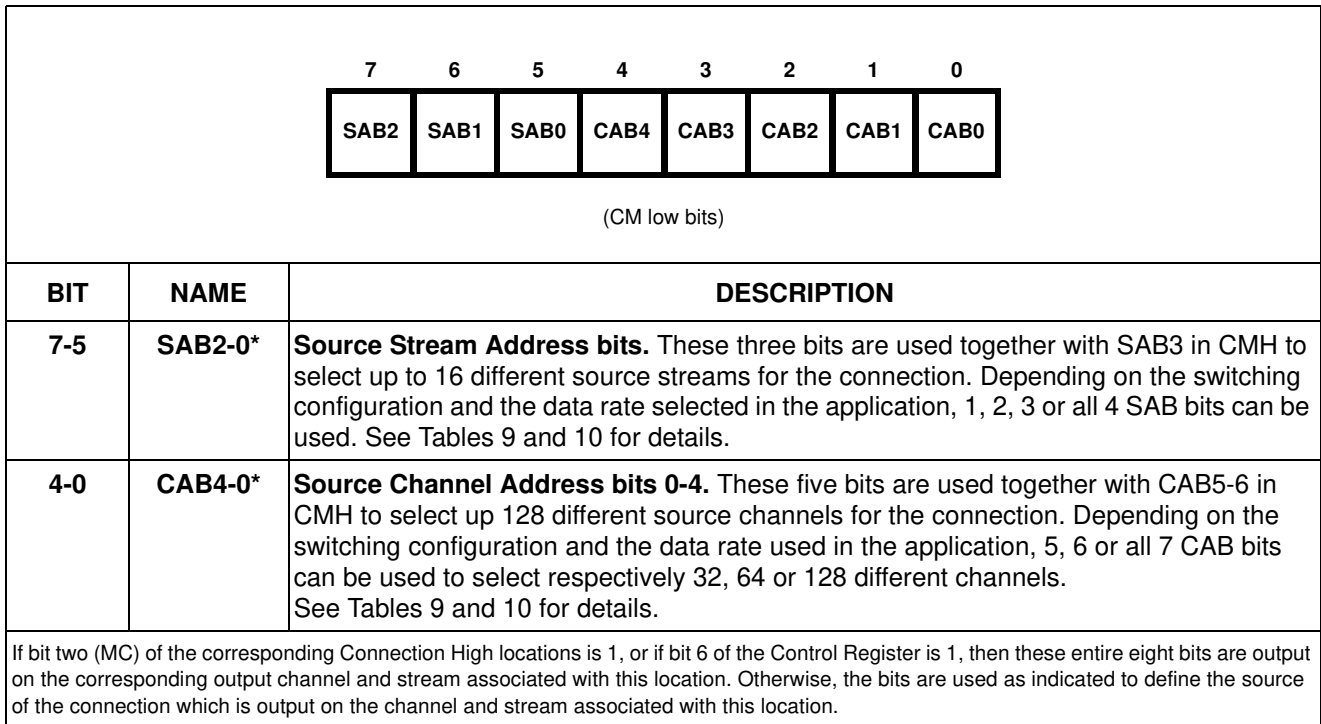 7 6 5 4 3 2 1 0
SAB2 SAB1 SAB0 CAB4 CAB3 CAB2 CAB1 CAB0
(CM low bits)
BIT NAME DESCRIPTION
7-5 SAB2-0* Source Stream Address bits. These three bits are used together with SAB3 in CMH to
select up to 16 different source streams for the connection. Depending on the switching
configuration and the data rate selected in the application, 1, 2, 3 or all 4 SAB bits can be
used. See Tables 9 and 10 for details.
4-0 CAB4-0* Source Channel Address bits 0-4. These five bits are used together with CAB5-6 in
CMH to select up 128 different source channels for the connection. Depending on the
switching configuration and the data rate used in the application, 5, 6 or all 7 CAB bits
can be used to select respectively 32, 64 or 128 different channels.
See Tables 9 and 10 for details.
If bit two (MC) of the corresponding Connection High locations is 1, or if bit 6 of the Control Register is 1, then these entire eight bits are output
on the corresponding output channel and stream associated with this location. Otherwise, the bits are used as indicated to define the source
of the connection which is output on the channel and stream associated with this location.